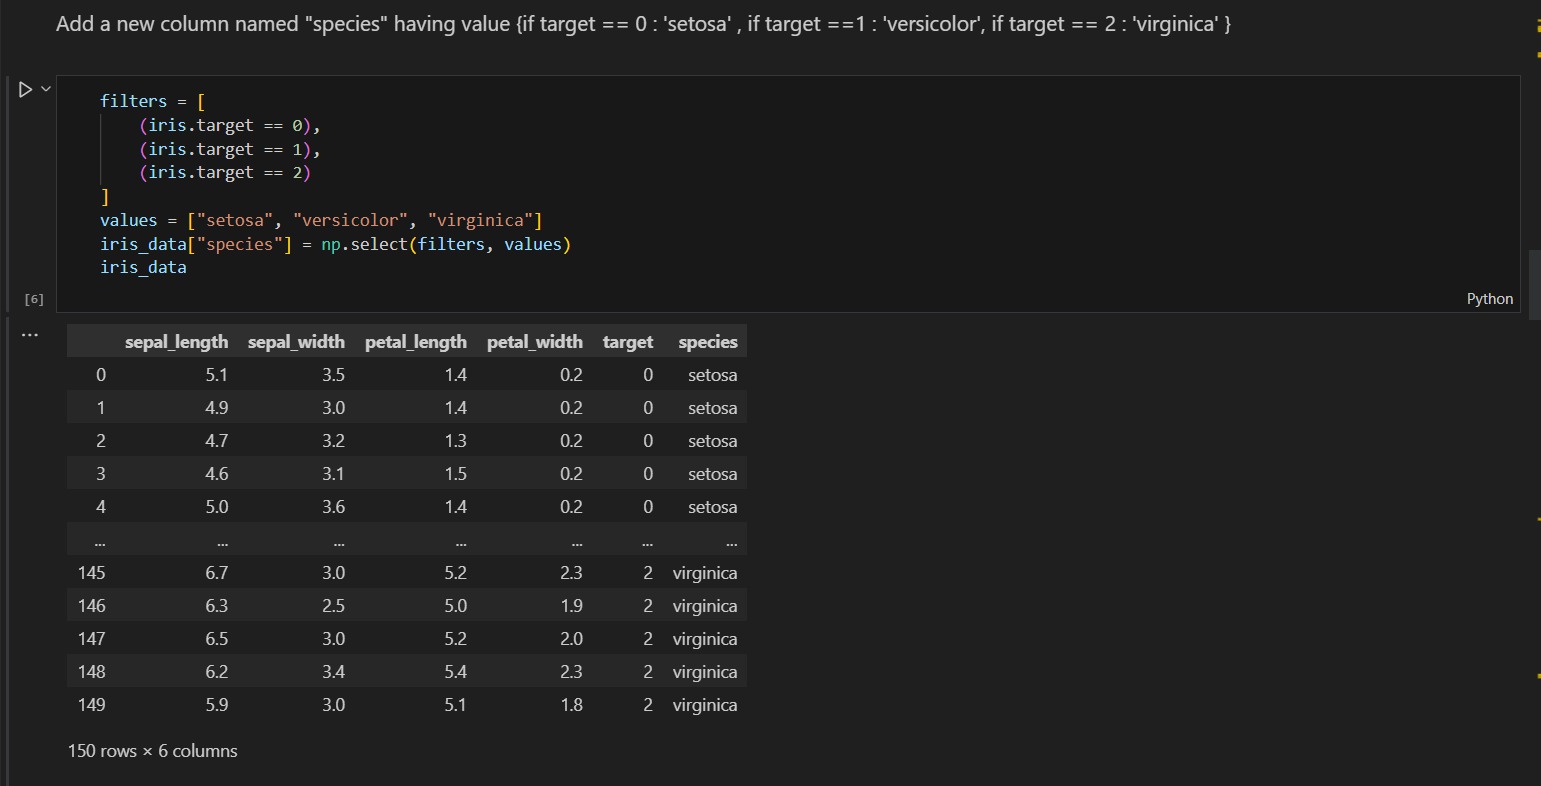 Add a new column named "species" having value {if target == 0 : 'setosa' , if target ==1 : 'versicolor', if target == 2 : 'virginica' }
filters = [
(iris.target == 0),
(iris.target == 1),
(iris.target == 2)
]
values = ["setosa", "versicolor", "virginica"]
iris_data["species"] = np.select(filters, values)
iris_data
[6]
Python
...
sepal_length sepal_width petal_length petal_width target species
0 5.1 3.5 1.4 0.2 0 setosa
1 4.9 3.0 1.4 0.2 0 setosa
2 4.7 3.2 1.3 0.2 0 setosa
3 4.6 3.1 1.5 0.2 0 setosa
4 5.0 3.6 1.4 0.2 0 setosa
... ... ... ... ... ... ...
145 6.7 3.0 5.2 2.3 2 virginica
146 6.3 2.5 5.0 1.9 2 virginica
147 6.5 3.0 5.2 2.0 2 virginica
148 6.2 3.4 5.4 2.3 2 virginica
149 5.9 3.0 5.1 1.8 2 virginica
150 rows × 6 columns